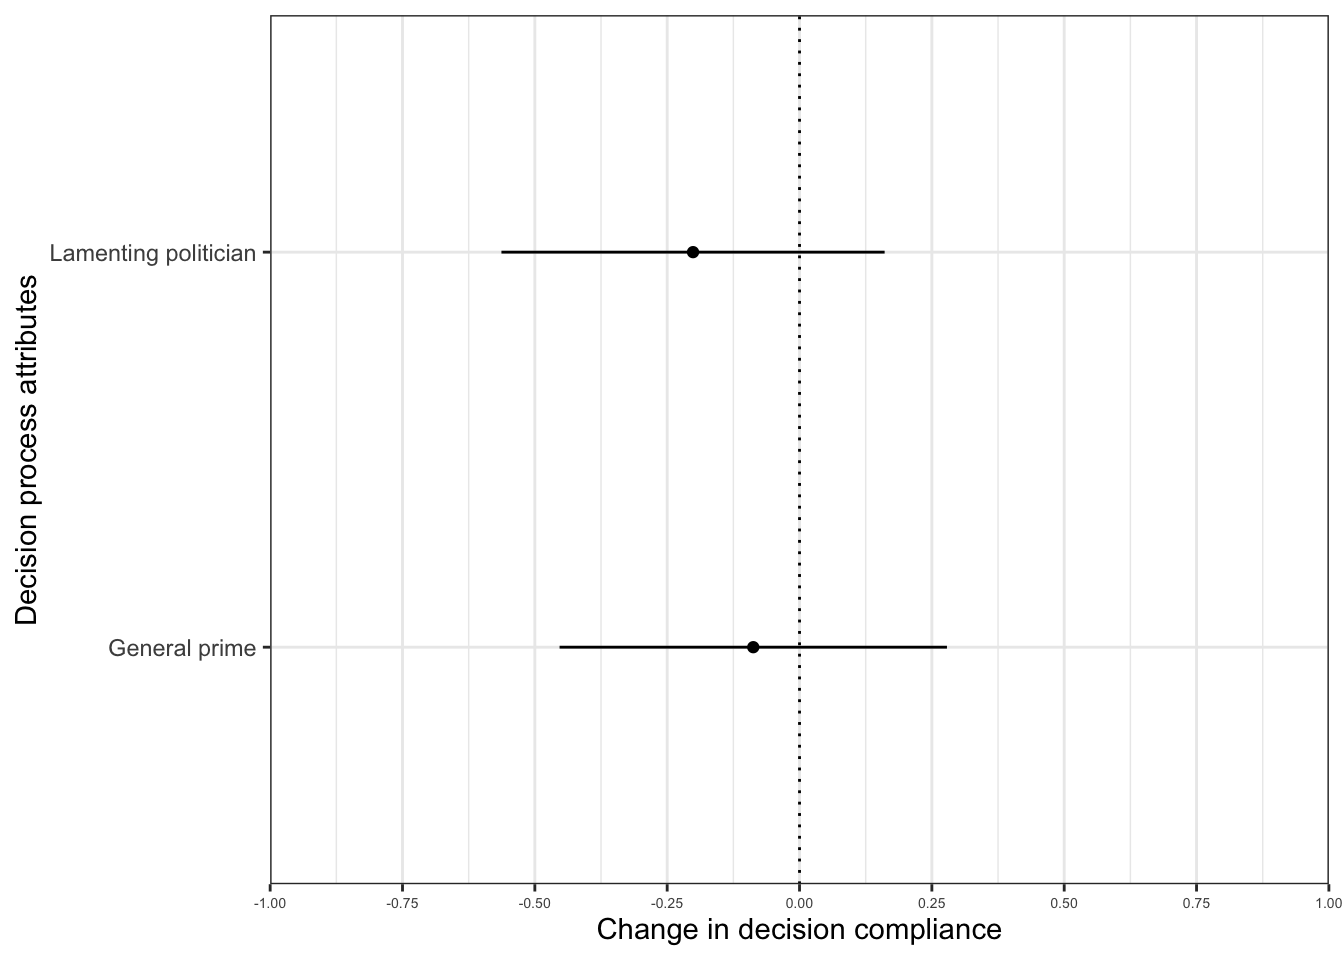 Decision process attributes
Lamenting politician
General prime
-1.00 -0.75 -0.50 -0.25 0.00 0.25 0.50 0.75 1.00
Change in decision compliance